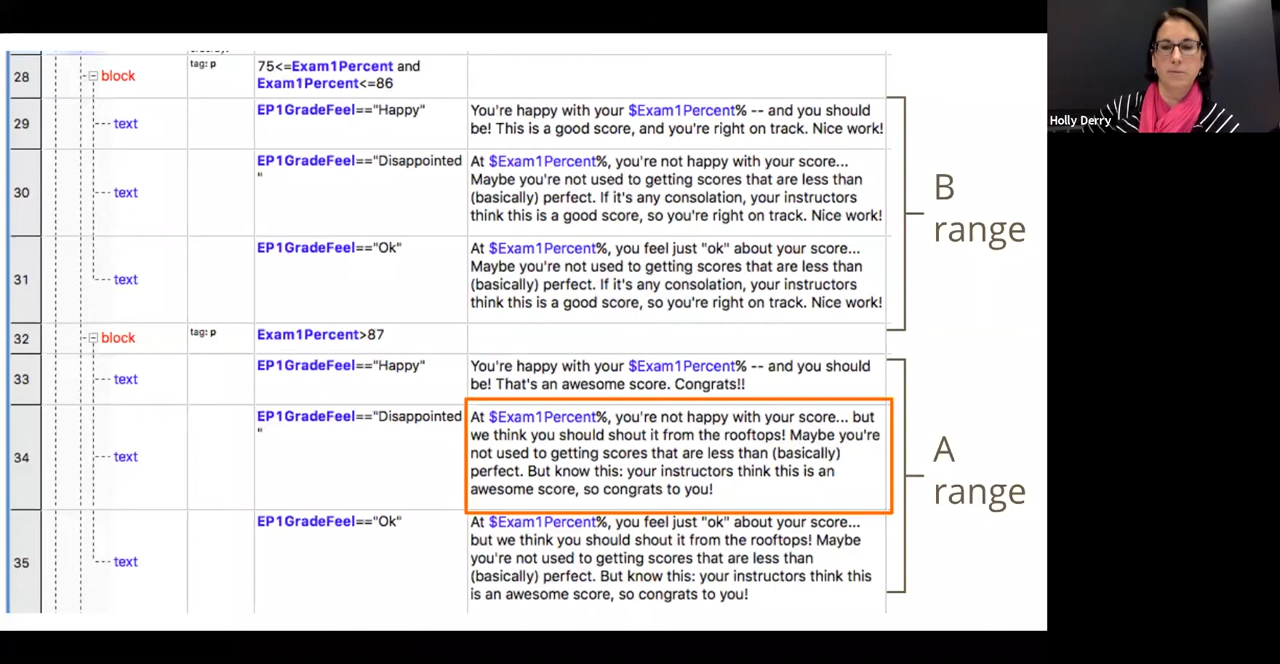 28 block tag: p 75<=Exam1Percent and
Exam1Percent<=86
29 text EP1GradeFeel=="Happy" You're happy with your $Exam1Percent% -- and you should
be! This is a good score, and you're right on track. Nice work!
30 text EP1GradeFeel=="Disappointed
"
At $Exam1Percent%, you're not happy with your score...
Maybe you're not used to getting scores that are less than
(basically) perfect. If it's any consolation, your instructors
think this is a good score, so you're right on track. Nice work!
31 text EP1GradeFeel=="Ok" At $Exam1Percent%, you feel just "ok" about your score...
Maybe you're not used to getting scores that are less than
(basically) perfect. If it's any consolation, your instructors
think this is a good score, so you're right on track. Nice work!
B
range
32 block tag: p Exam1Percent>87
33 text EP1GradeFeel=="Happy" You're happy with your $Exam1Percent% -- and you should
be! That's an awesome score. Congrats!!
34 text EP1GradeFeel=="Disappointed
"
At $Exam1Percent%, you're not happy with your score... but
we think you should shout it from the rooftops! Maybe you're
not used to getting scores that are less than (basically)
perfect. But know this: your instructors think this is an
awesome score, so congrats to you!
35 text EP1GradeFeel=="Ok" At $Exam1Percent%, you feel just "ok" about your score...
but we think you should shout it from the rooftops! Maybe
you're not used to getting scores that are less than
(basically) perfect. But know this: your instructors think this
is an awesome score, so congrats to you!
A
range
Holly Derry